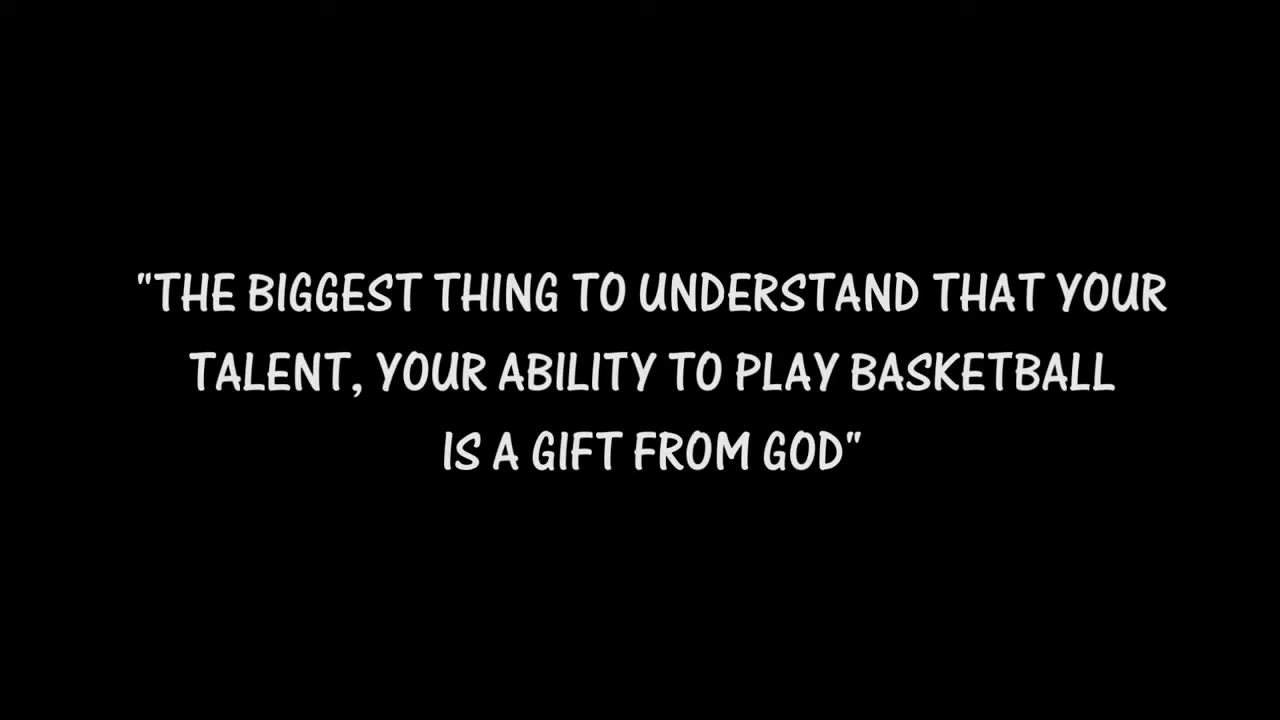 "THE BIGGEST THING TO UNDERSTAND THAT YOUR
TALENT, YOUR ABILITY TO PLAY BASKETBALL
IS A GIFT FROM GOD"